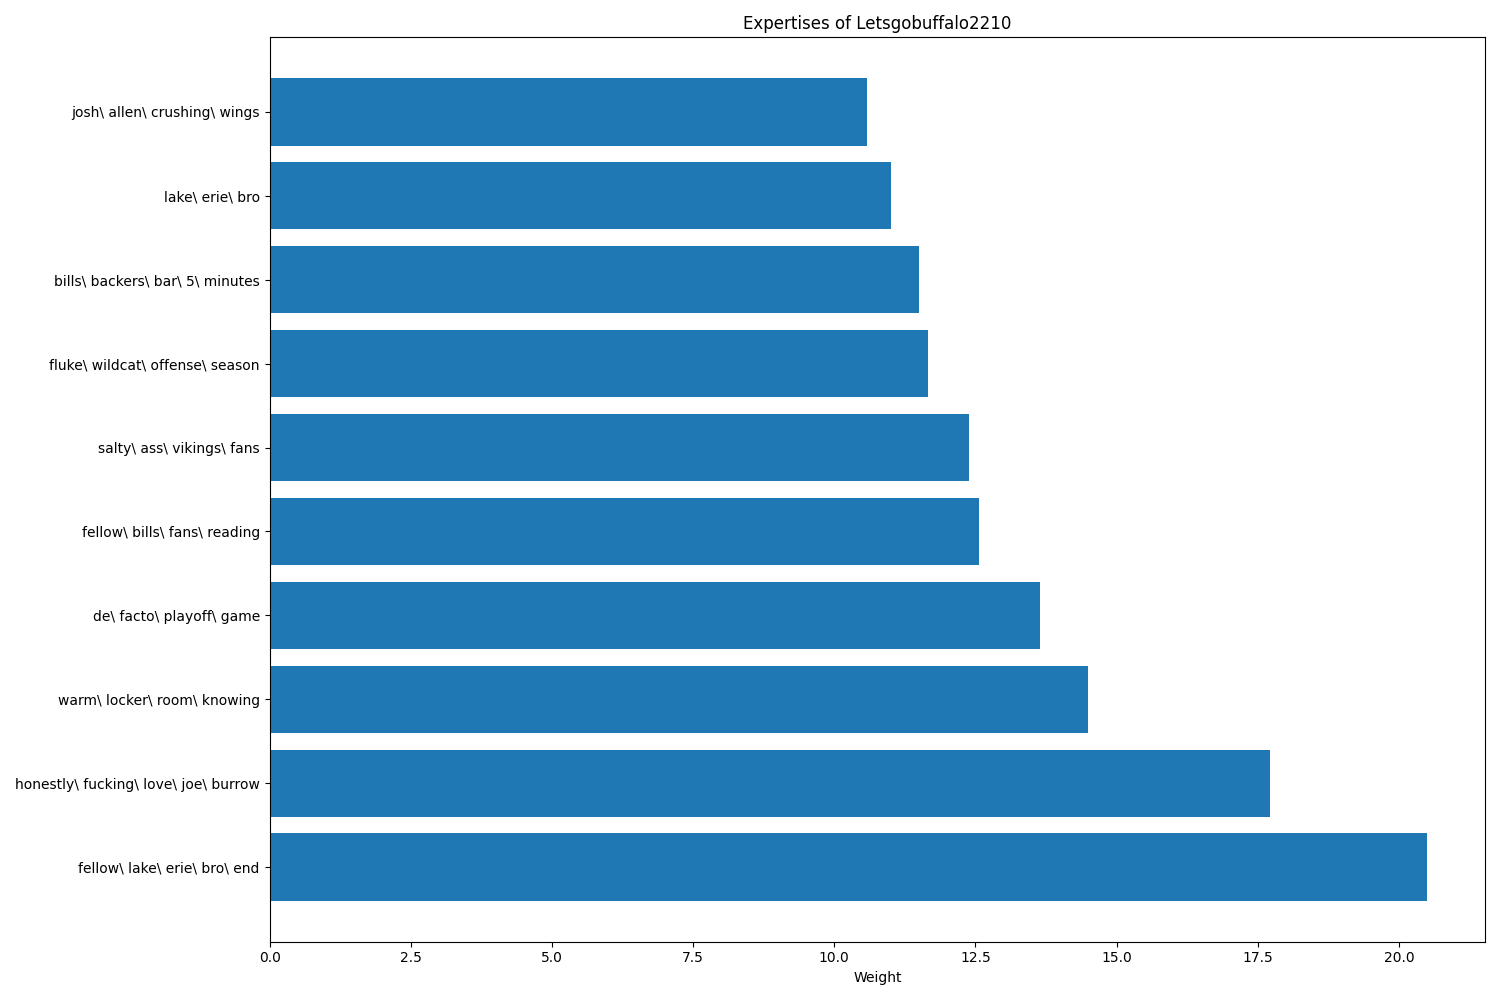 Expertises of Letsgobuffalo2210
josh\ allen\ crushing\ wings
lake\ erie\ bro
bills\ backers\ bar\ 5\ minutes
fluke\ wildcat\ offense\ season
salty\ ass\ vikings\ fans
fellow\ bills\ fans\ reading
de\ facto\ playoff\ game
warm\ locker\ room\ knowing
honestly\ fucking\ love\ joe\ burrow
fellow\ lake\ erie\ bro\ end
0.0 2.5 5.0 7.5 10.0 12.5 15.0 17.5 20.0
Weight